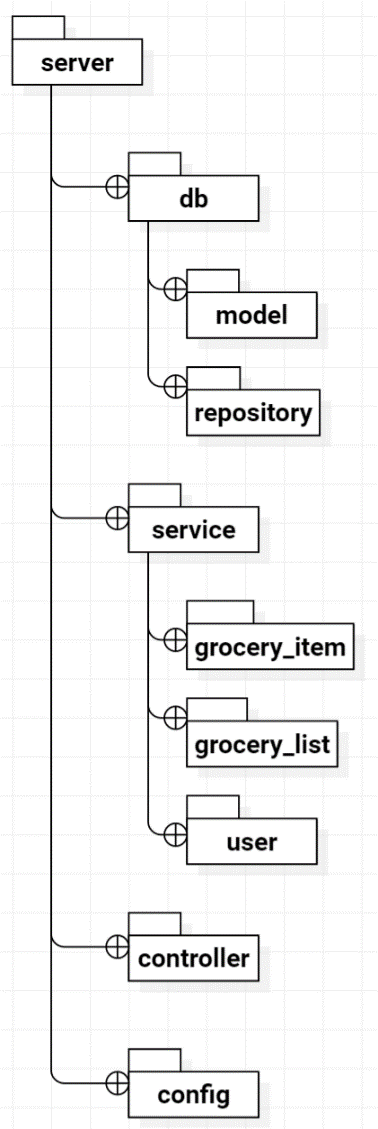 server
db
model
repository
service
grocery_item
grocery_list
user
controller
config